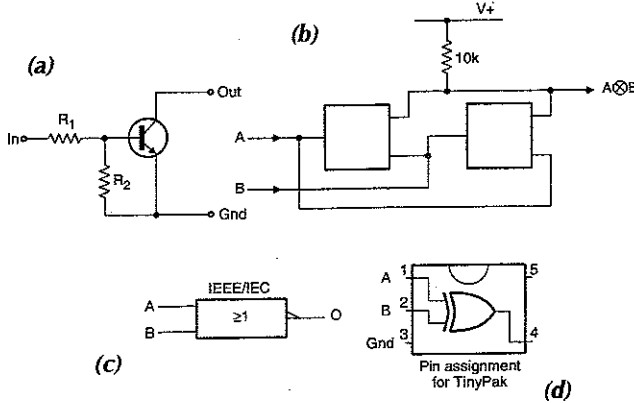 (a)
In
R1
R2
Out
Gnd
(b)
V+
10k
A
B
A⊗B
(c)
IEEE/IEC
A
B
≥1
O
A
B
Gnd
1
2
3
5
4
Pin assignment
for TinyPak
(d)